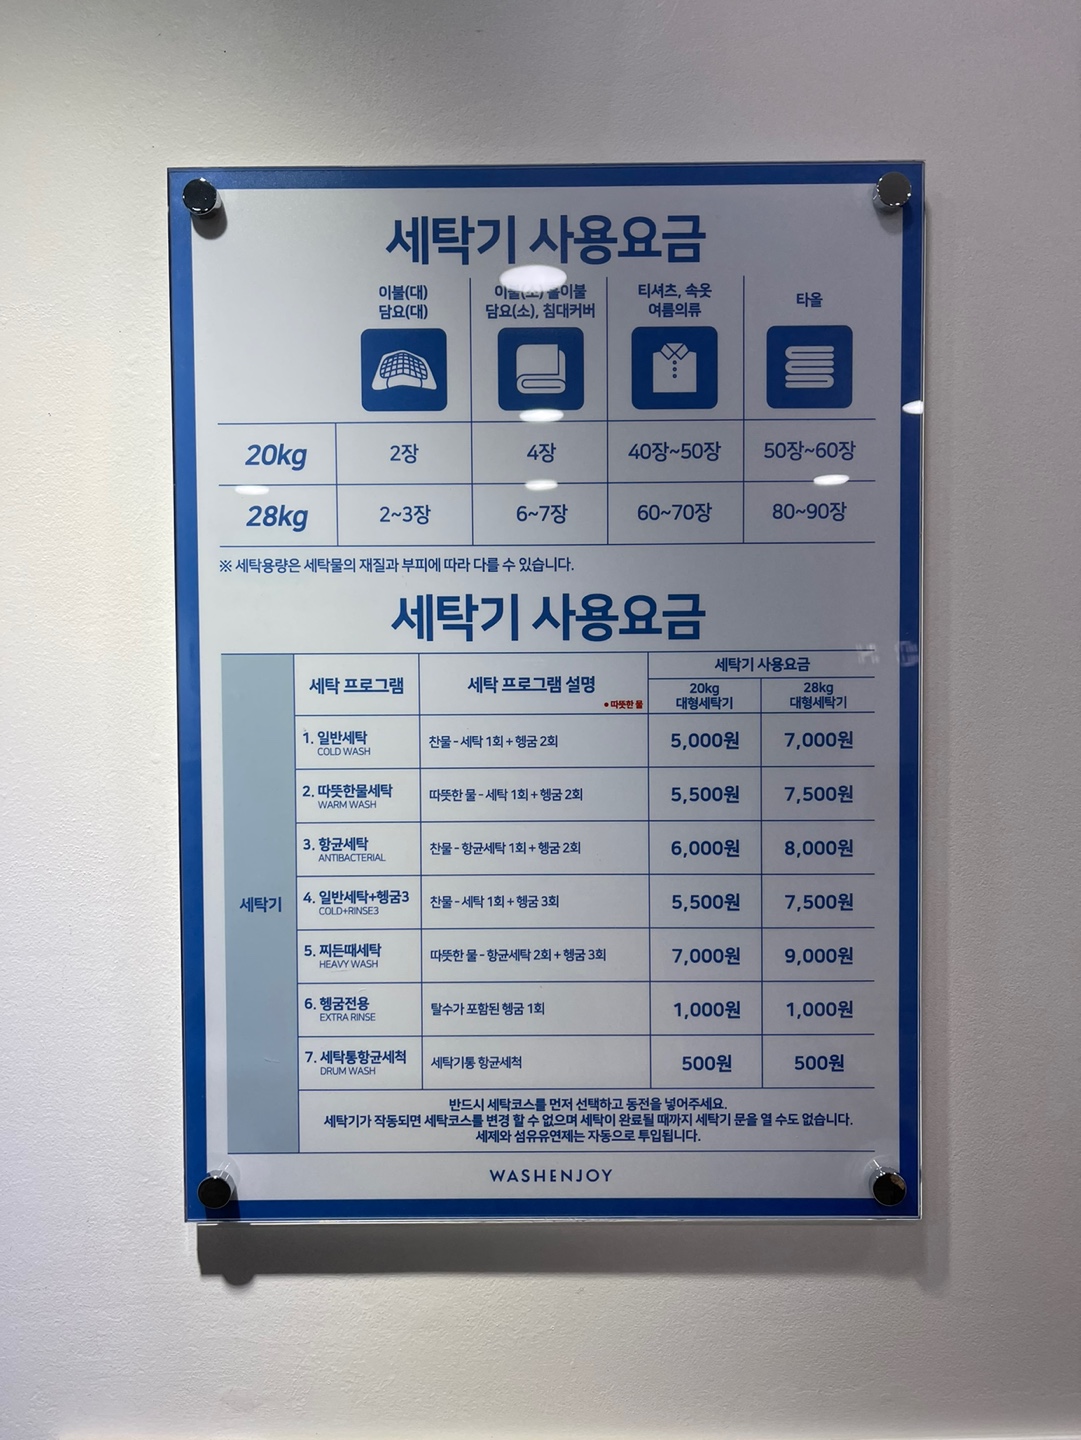 세탁기 사용요금
이불(대)
담요(대)
이불(소) 홑이불
담요(소), 침대커버
티셔츠, 속옷
여름의류
타올
20kg 2장 4장 40장~50장 50장~60장
28kg 2~3장 6~7장 60~70장 80~90장
※ 세탁용량은 세탁물의 재질과 부피에 따라 다를 수 있습니다.
세탁기 사용요금
세탁 프로그램 세탁 프로그램 설명 세탁기 사용요금
• 따뜻한 물
20kg
대형세탁기
28kg
대형세탁기
세탁기
1. 일반세탁
COLD WASH
찬물 - 세탁 1회 + 헹굼 2회 5,000원 7,000원
2. 따뜻한물세탁
WARM WASH
따뜻한 물 - 세탁 1회 + 헹굼 2회 5,500원 7,500원
3. 항균세탁
ANTIBACTERIAL
찬물 - 항균세탁 1회 + 헹굼 2회 6,000원 8,000원
4. 일반세탁+헹굼3
COLD+RINSE3
찬물 - 세탁 1회 + 헹굼 3회 5,500원 7,500원
5. 찌든때세탁
HEAVY WASH
따뜻한 물 - 항균세탁 2회 + 헹굼 3회 7,000원 9,000원
6. 헹굼전용
EXTRA RINSE
탈수가 포함된 헹굼 1회 1,000원 1,000원
7. 세탁통항균세척
DRUM WASH
세탁기통 항균세척 500원 500원
반드시 세탁코스를 먼저 선택하고 동전을 넣어주세요.
세탁기가 작동되면 세탁코스를 변경 할 수 없으며 세탁이 완료될 때까지 세탁기 문을 열 수도 없습니다.
세제와 섬유유연제는 자동으로 투입됩니다.
WASHENJOY